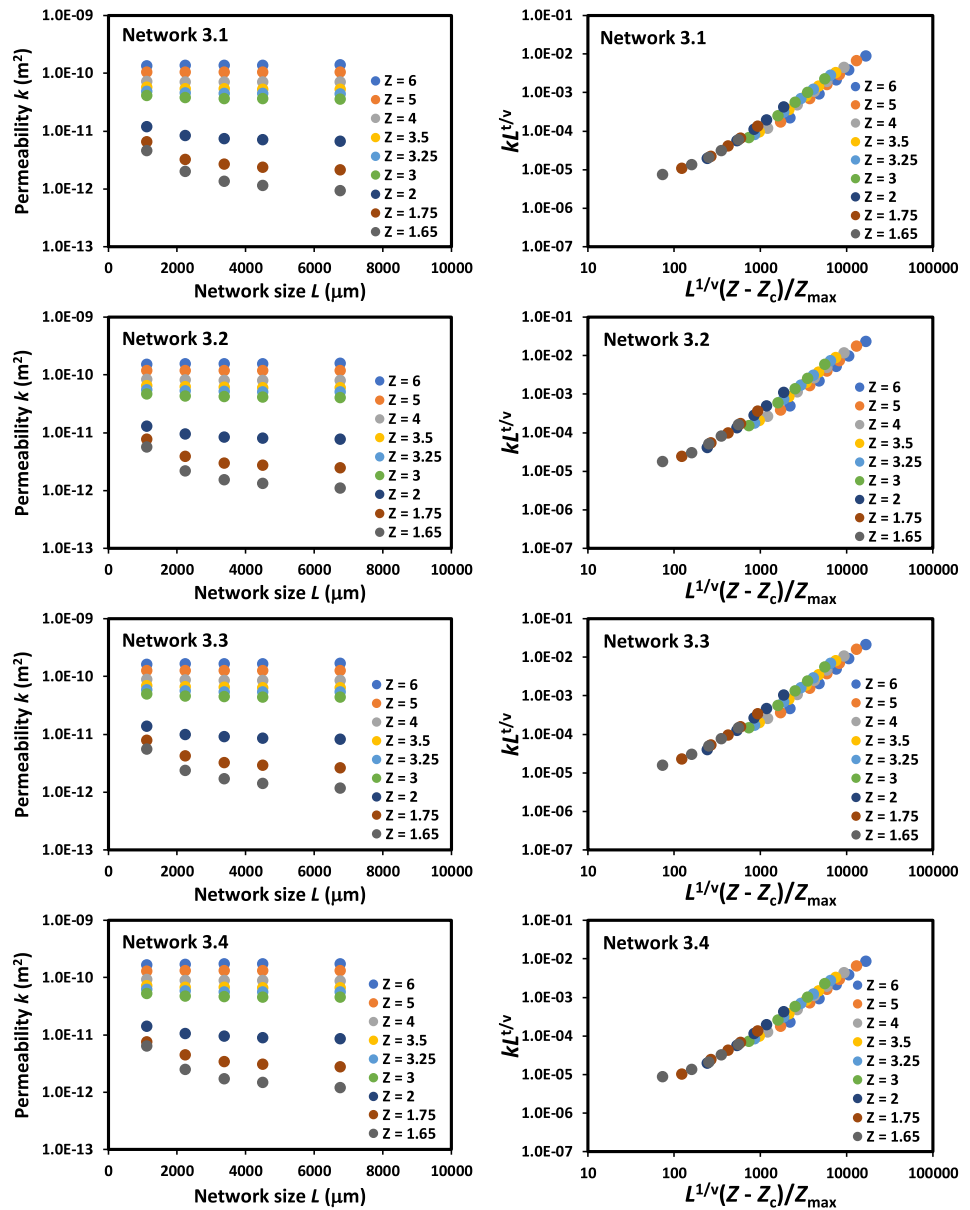 Network 3.1
Permeability k (m²)
1.0E-09
1.0E-10
1.0E-11
1.0E-12
1.0E-13
0 2000 4000 6000 8000 10000
Network size L (μm)
Z = 6
Z = 5
Z = 4
Z = 3.5
Z = 3.25
Z = 3
Z = 2
Z = 1.75
Z = 1.65
Network 3.1
kL^t/ν
1.0E-01
1.0E-02
1.0E-03
1.0E-04
1.0E-05
1.0E-06
1.0E-07
10 100 1000 10000 100000
L^1/ν(Z - Zc)/Zmax
Z = 6
Z = 5
Z = 4
Z = 3.5
Z = 3.25
Z = 3
Z = 2
Z = 1.75
Z = 1.65
Network 3.2
Permeability k (m²)
1.0E-09
1.0E-10
1.0E-11
1.0E-12
1.0E-13
0 2000 4000 6000 8000 10000
Network size L (μm)
Z = 6
Z = 5
Z = 4
Z = 3.5
Z = 3.25
Z = 3
Z = 2
Z = 1.75
Z = 1.65
Network 3.2
kL^t/ν
1.0E-01
1.0E-02
1.0E-03
1.0E-04
1.0E-05
1.0E-06
1.0E-07
10 100 1000 10000 100000
L^1/ν(Z - Zc)/Zmax
Z = 6
Z = 5
Z = 4
Z = 3.5
Z = 3.25
Z = 3
Z = 2
Z = 1.75
Z = 1.65
Network 3.3
Permeability k (m²)
1.0E-09
1.0E-10
1.0E-11
1.0E-12
1.0E-13
0 2000 4000 6000 8000 10000
Network size L (μm)
Z = 6
Z = 5
Z = 4
Z = 3.5
Z = 3.25
Z = 3
Z = 2
Z = 1.75
Z = 1.65
Network 3.3
kL^t/ν
1.0E-01
1.0E-02
1.0E-03
1.0E-04
1.0E-05
1.0E-06
1.0E-07
10 100 1000 10000 100000
L^1/ν(Z - Zc)/Zmax
Z = 6
Z = 5
Z = 4
Z = 3.5
Z = 3.25
Z = 3
Z = 2
Z = 1.75
Z = 1.65
Network 3.4
Permeability k (m²)
1.0E-09
1.0E-10
1.0E-11
1.0E-12
1.0E-13
0 2000 4000 6000 8000 10000
Network size L (μm)
Z = 6
Z = 5
Z = 4
Z = 3.5
Z = 3.25
Z = 3
Z = 2
Z = 1.75
Z = 1.65
Network 3.4
kL^t/ν
1.0E-01
1.0E-02
1.0E-03
1.0E-04
1.0E-05
1.0E-06
1.0E-07
10 100 1000 10000 100000
L^1/ν(Z - Zc)/Zmax
Z = 6
Z = 5
Z = 4
Z = 3.5
Z = 3.25
Z = 3
Z = 2
Z = 1.75
Z = 1.65